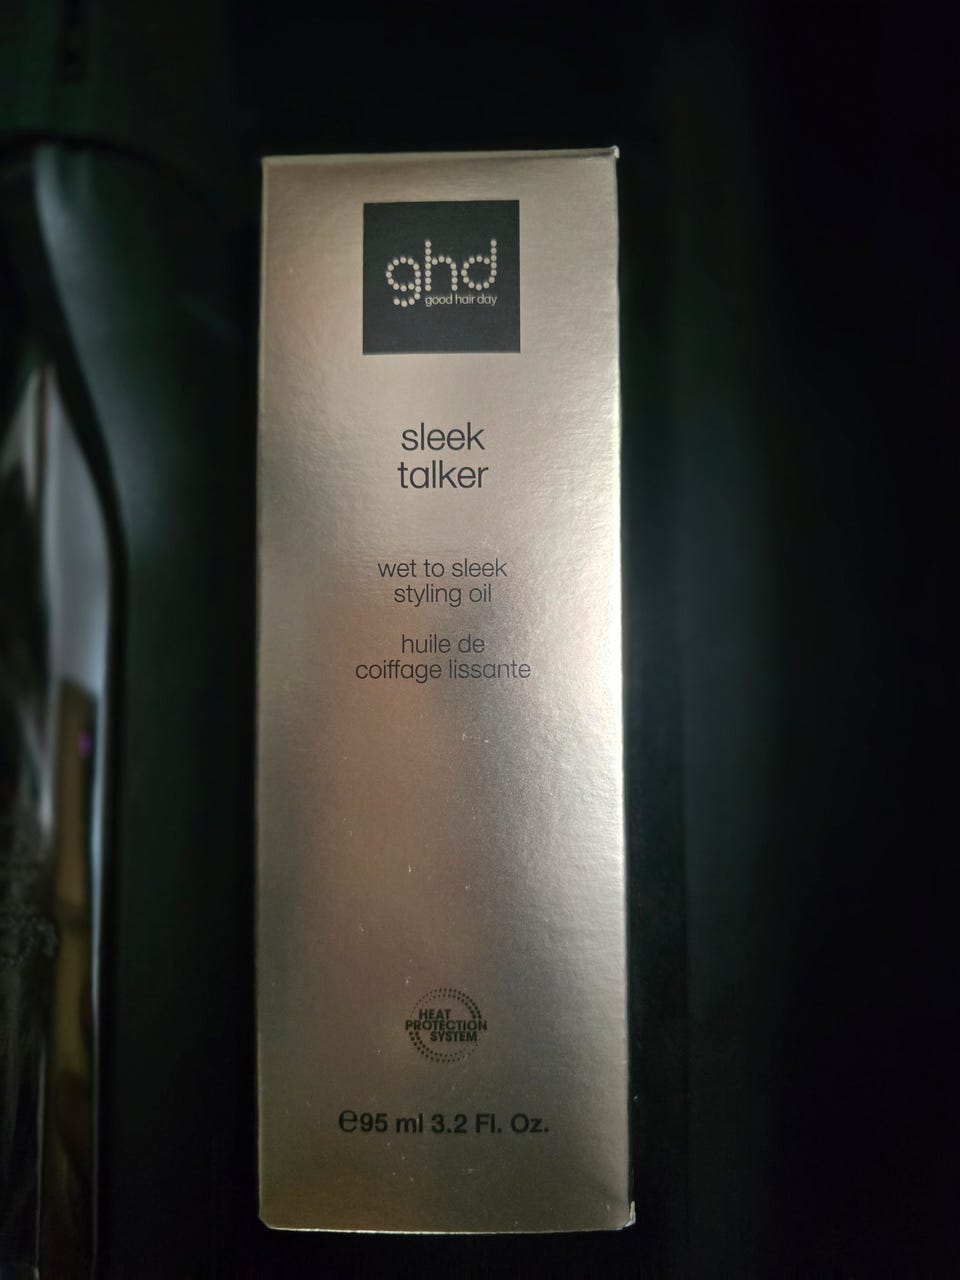 ghd
good hair day
sleek
talker
wet to sleek
styling oil
huile de
coiffage lissante
HEAT
PROTECTION
SYSTEM
℮95 ml 3.2 Fl. Oz.